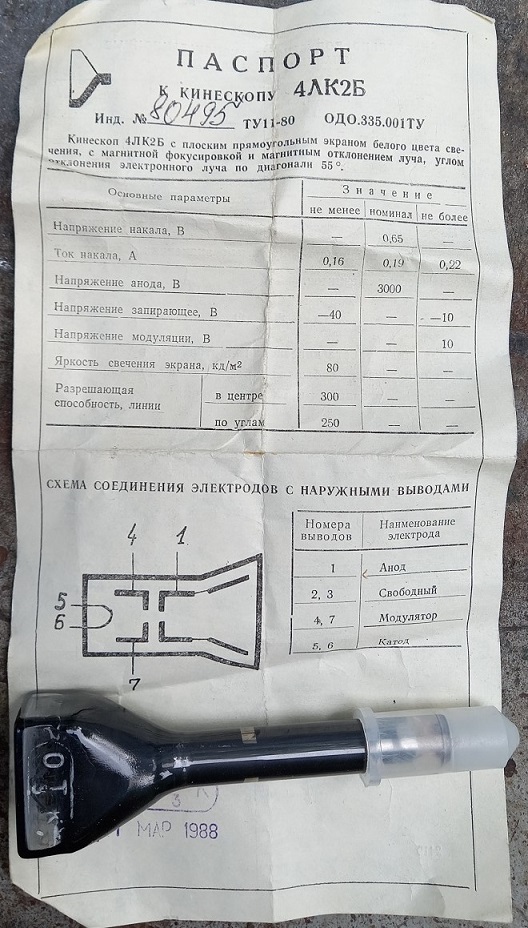 ПАСПОРТ
К КИНЕСКОПУ 4ЛК2Б
Инд. № 80495 ТУ11-80 ОДО.335.001ТУ
Кинескоп 4ЛК2Б с плоским прямоугольным экраном белого цвета све-
чения, с магнитной фокусировкой и магнитным отклонением луча, углом
отклонения электронного луча по диагонали 55°.
Основные параметры Значение
не менее номинал не более
Напряжение накала, В — 0,65 —
Ток накала, А 0,16 0,19 0,22
Напряжение анода, В — 3000 —
Напряжение запирающее, В —40 — —10
Напряжение модуляции, В — — 10
Яркость свечения экрана, кд/м² 80 — —
Разрешающая способность, линии в центре 300 — —
по углам 250 — —
СХЕМА СОЕДИНЕНИЯ ЭЛЕКТРОДОВ С НАРУЖНЫМИ ВЫВОДАМИ
4 1
5
6
7
Номера выводов Наименование электрода
1 Анод
2, 3 Свободный
4, 7 Модулятор
5, 6 Катод
ОТК
К
3
МАР 1988